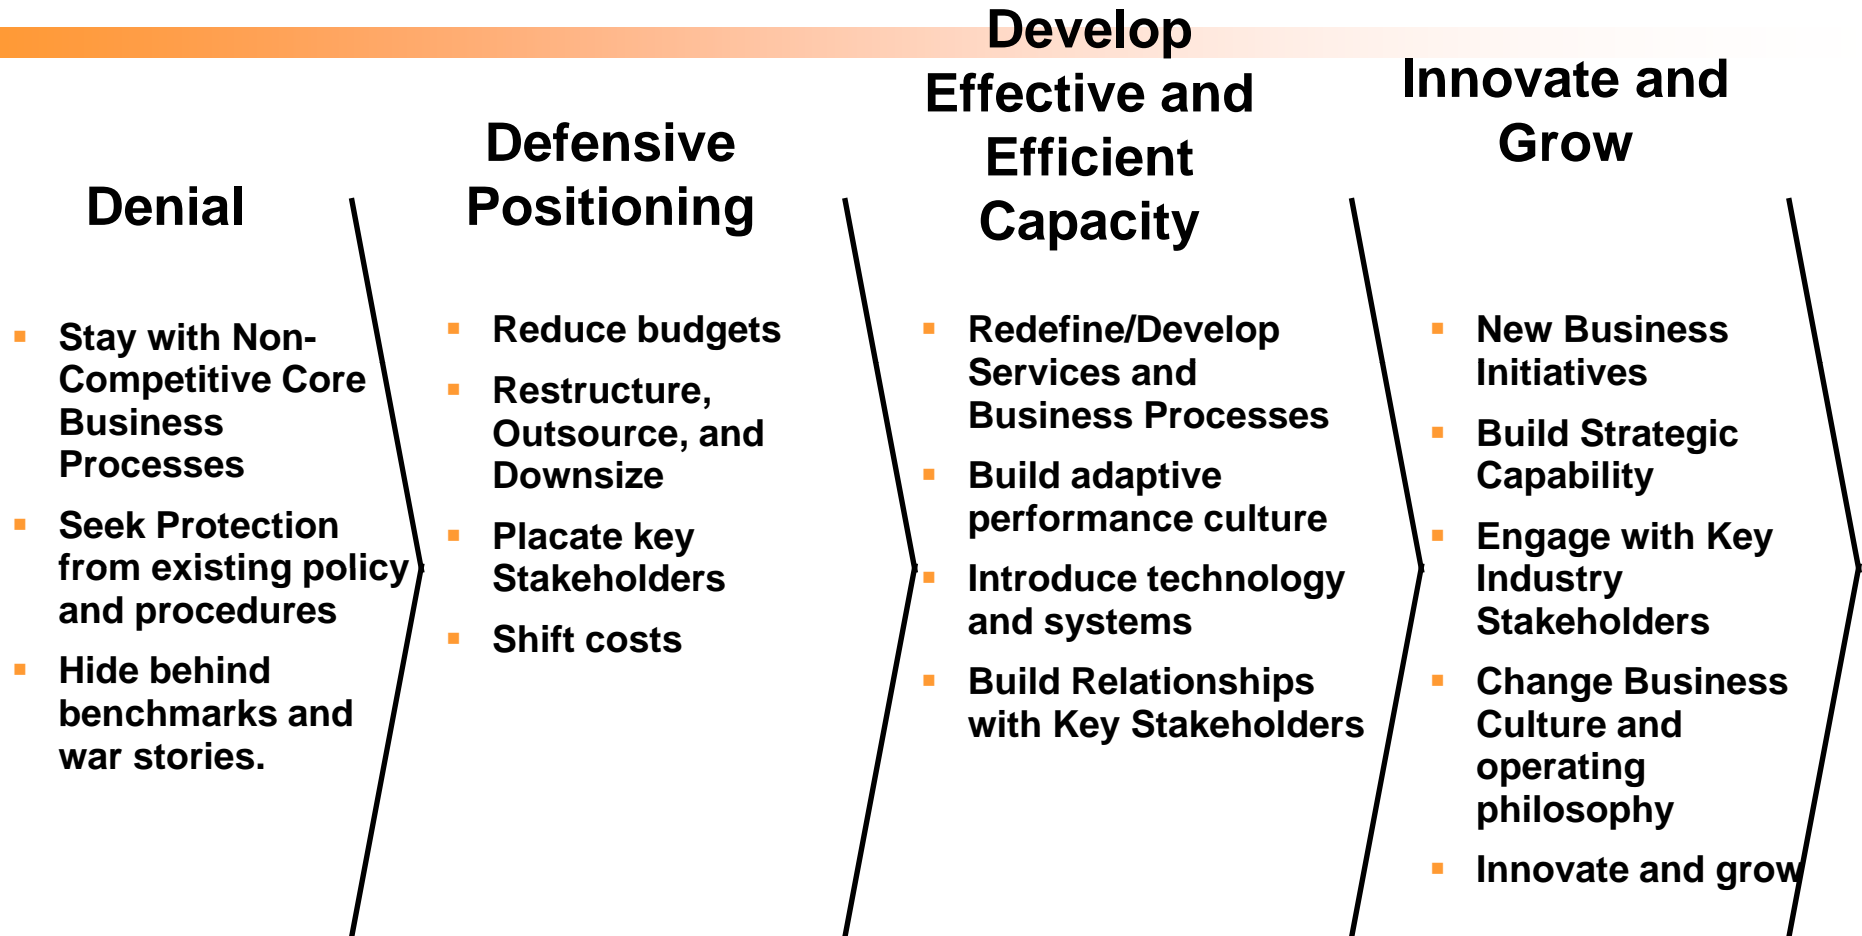 Denial
Stay with Non-
Competitive Core
Business
Processes
Seek Protection
from existing policy
and procedures
Hide behind
benchmarks and
war stories.
Defensive
Positioning
Reduce budgets
Restructure,
Outsource, and
Downsize
Placate key
Stakeholders
Shift costs
Develop
Effective and
Efficient
Capacity
Redefine/Develop
Services and
Business Processes
Build adaptive
performance culture
Introduce technology
and systems
Build Relationships
with Key Stakeholders
Innovate and
Grow
New Business
Initiatives
Build Strategic
Capability
Engage with Key
Industry
Stakeholders
Change Business
Culture and
operating
philosophy
Innovate and grow